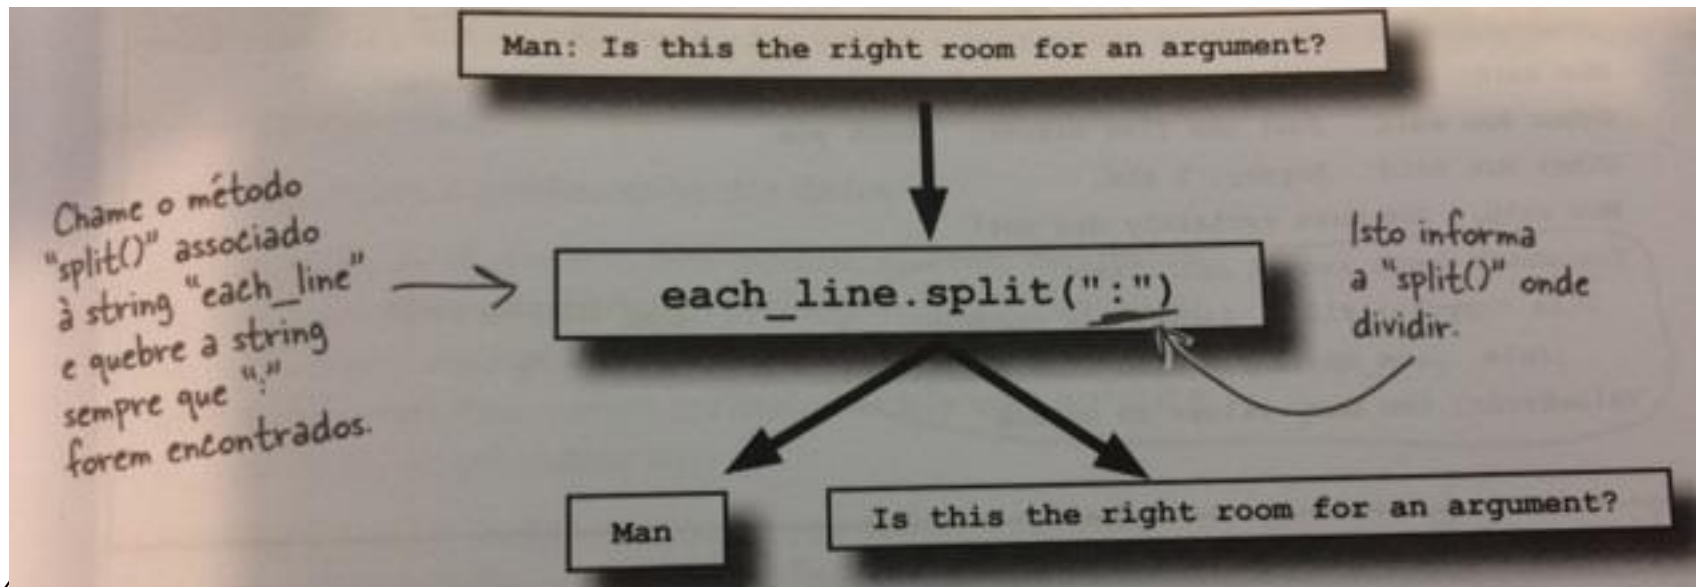 Man: Is this the right room for an argument?
Chame o método
"split()" associado
à string "each_line"
e quebre a string
sempre que ":"
forem encontrados.
each_line.split(":")
Isto informa
a "split()" onde
dividir.
Man
Is this the right room for an argument?